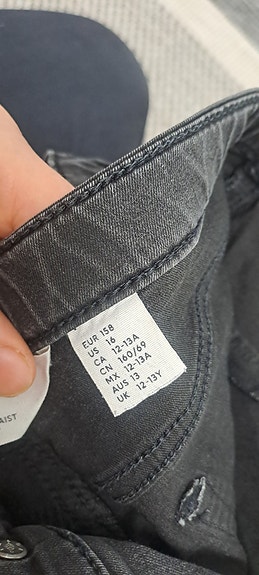 EUR 158
US 16
CA 12-13A
CN 160/69
MX 12-13A
AUS 13
UK 12-13Y